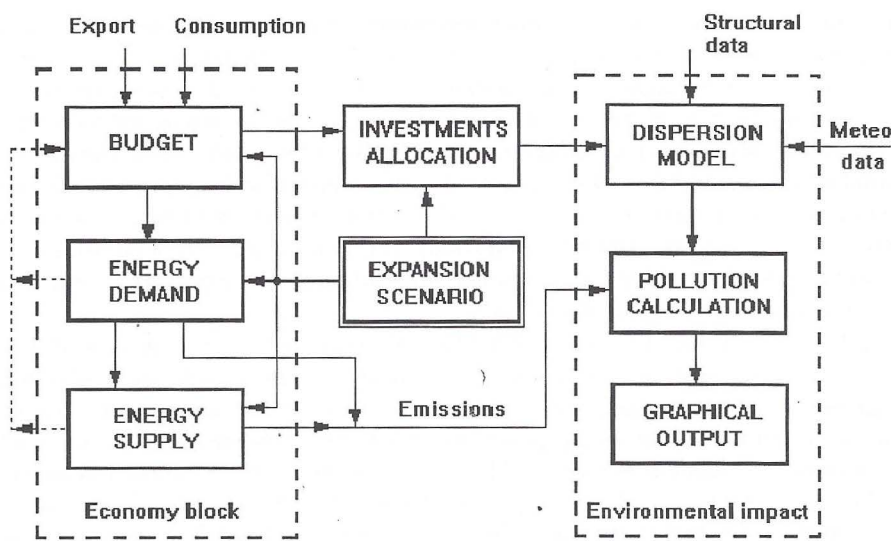 Export
Consumption
Structural
data
BUDGET
INVESTMENTS
ALLOCATION
DISPERSION
MODEL
Meteo
data
ENERGY
DEMAND
EXPANSION
SCENARIO
POLLUTION
CALCULATION
ENERGY
SUPPLY
Emissions
GRAPHICAL
OUTPUT
Economy block
Environmental impact